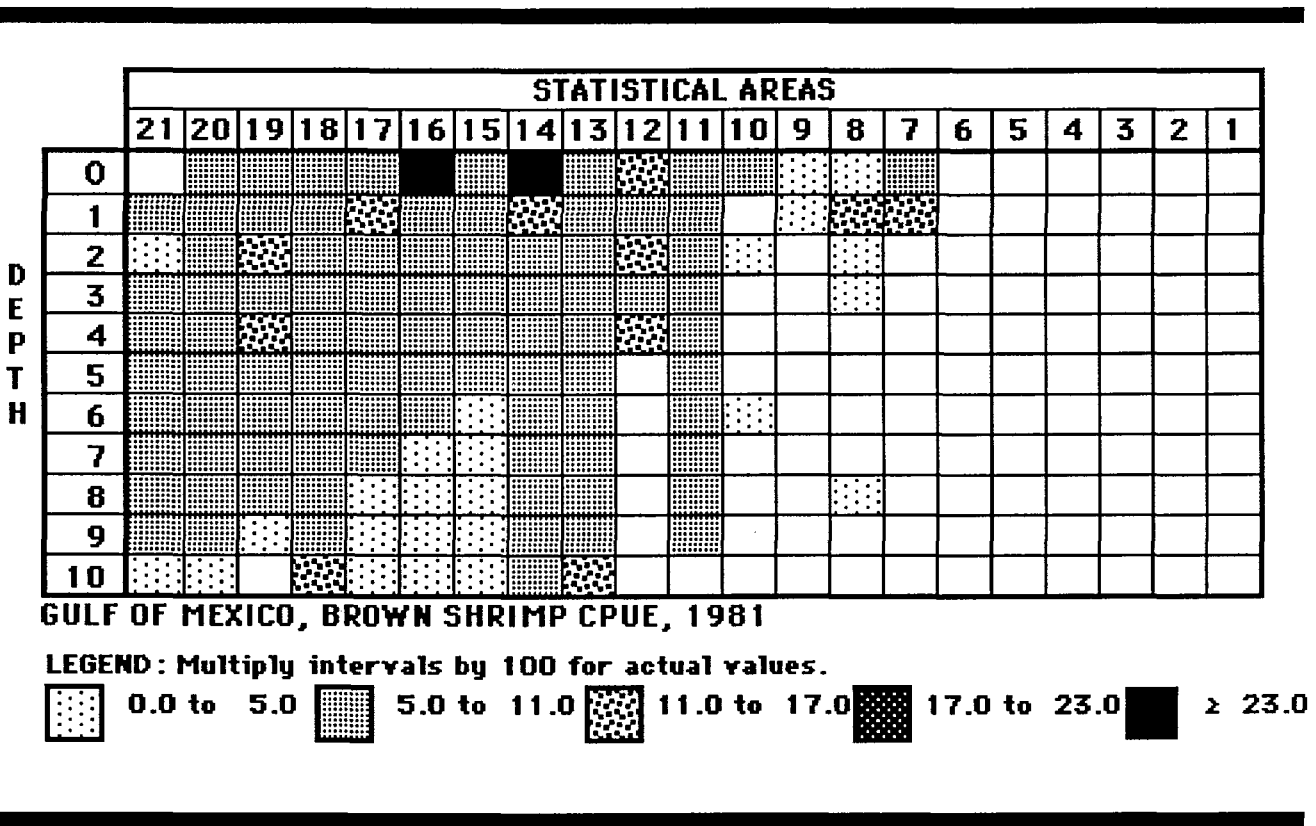 STATISTICAL AREAS
21 20 19 18 17 16 15 14 13 12 11 10 9 8 7 6 5 4 3 2 1
DEPTH
0
1
2
3
4
5
6
7
8
9
10
GULF OF MEXICO, BROWN SHRIMP CPUE, 1981
LEGEND: Multiply intervals by 100 for actual values.
0.0 to 5.0 5.0 to 11.0 11.0 to 17.0 17.0 to 23.0 ≥ 23.0